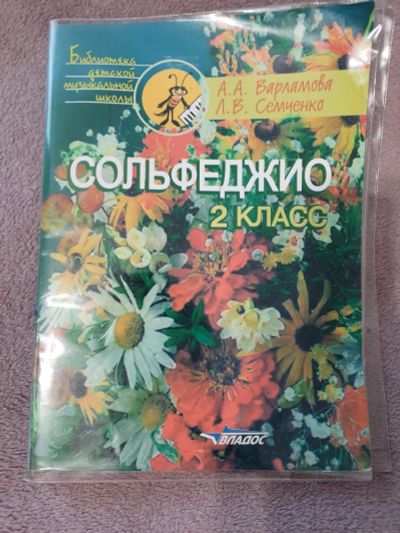 Библиотека
детской
музыкальной
школы
А.А. Варламова
Л.В. Семченко
СОЛЬФЕДЖИО
2 КЛАСС
ВЛАДОС